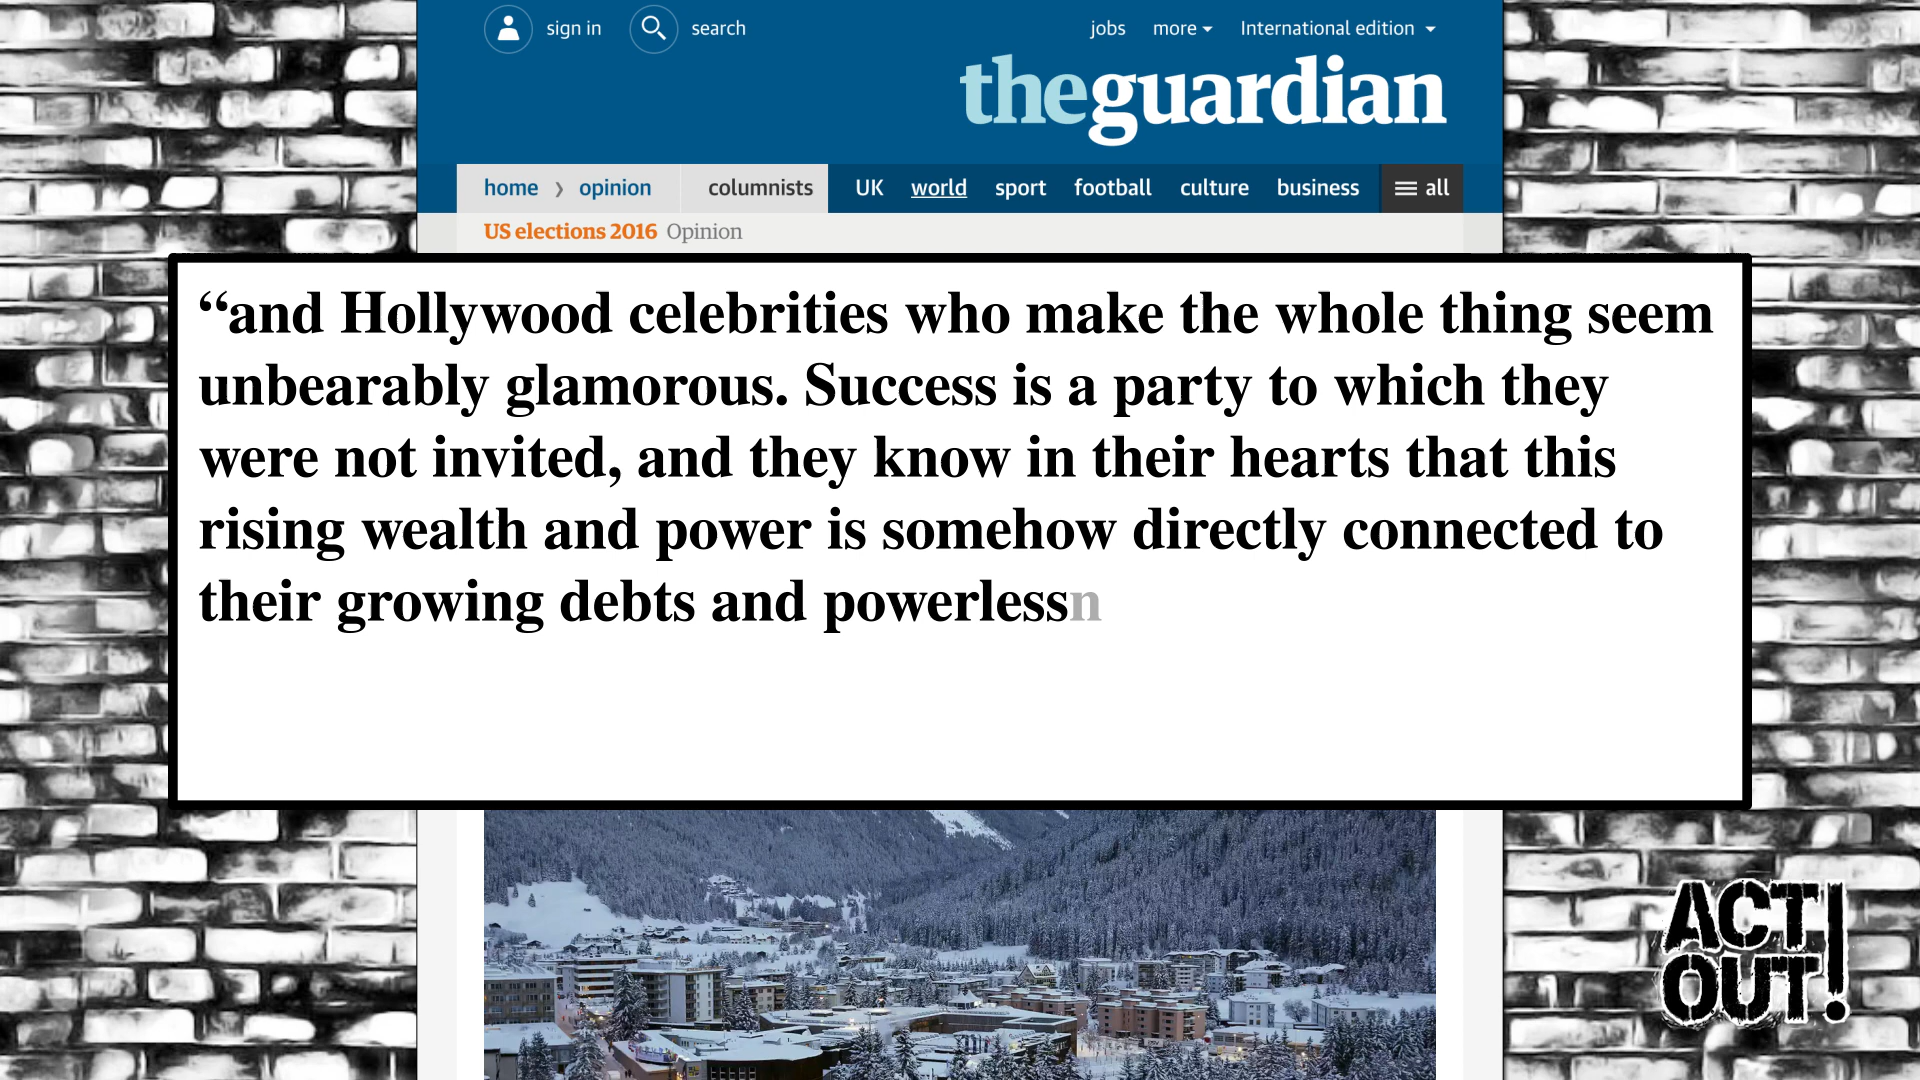 sign in search jobs more International edition
theguardian
home › opinion columnists UK world sport football culture business all
US elections 2016 Opinion
“and Hollywood celebrities who make the whole thing seem
unbearably glamorous. Success is a party to which they
were not invited, and they know in their hearts that this
rising wealth and power is somehow directly connected to
their growing debts and powerlessn
ACT
OUT!